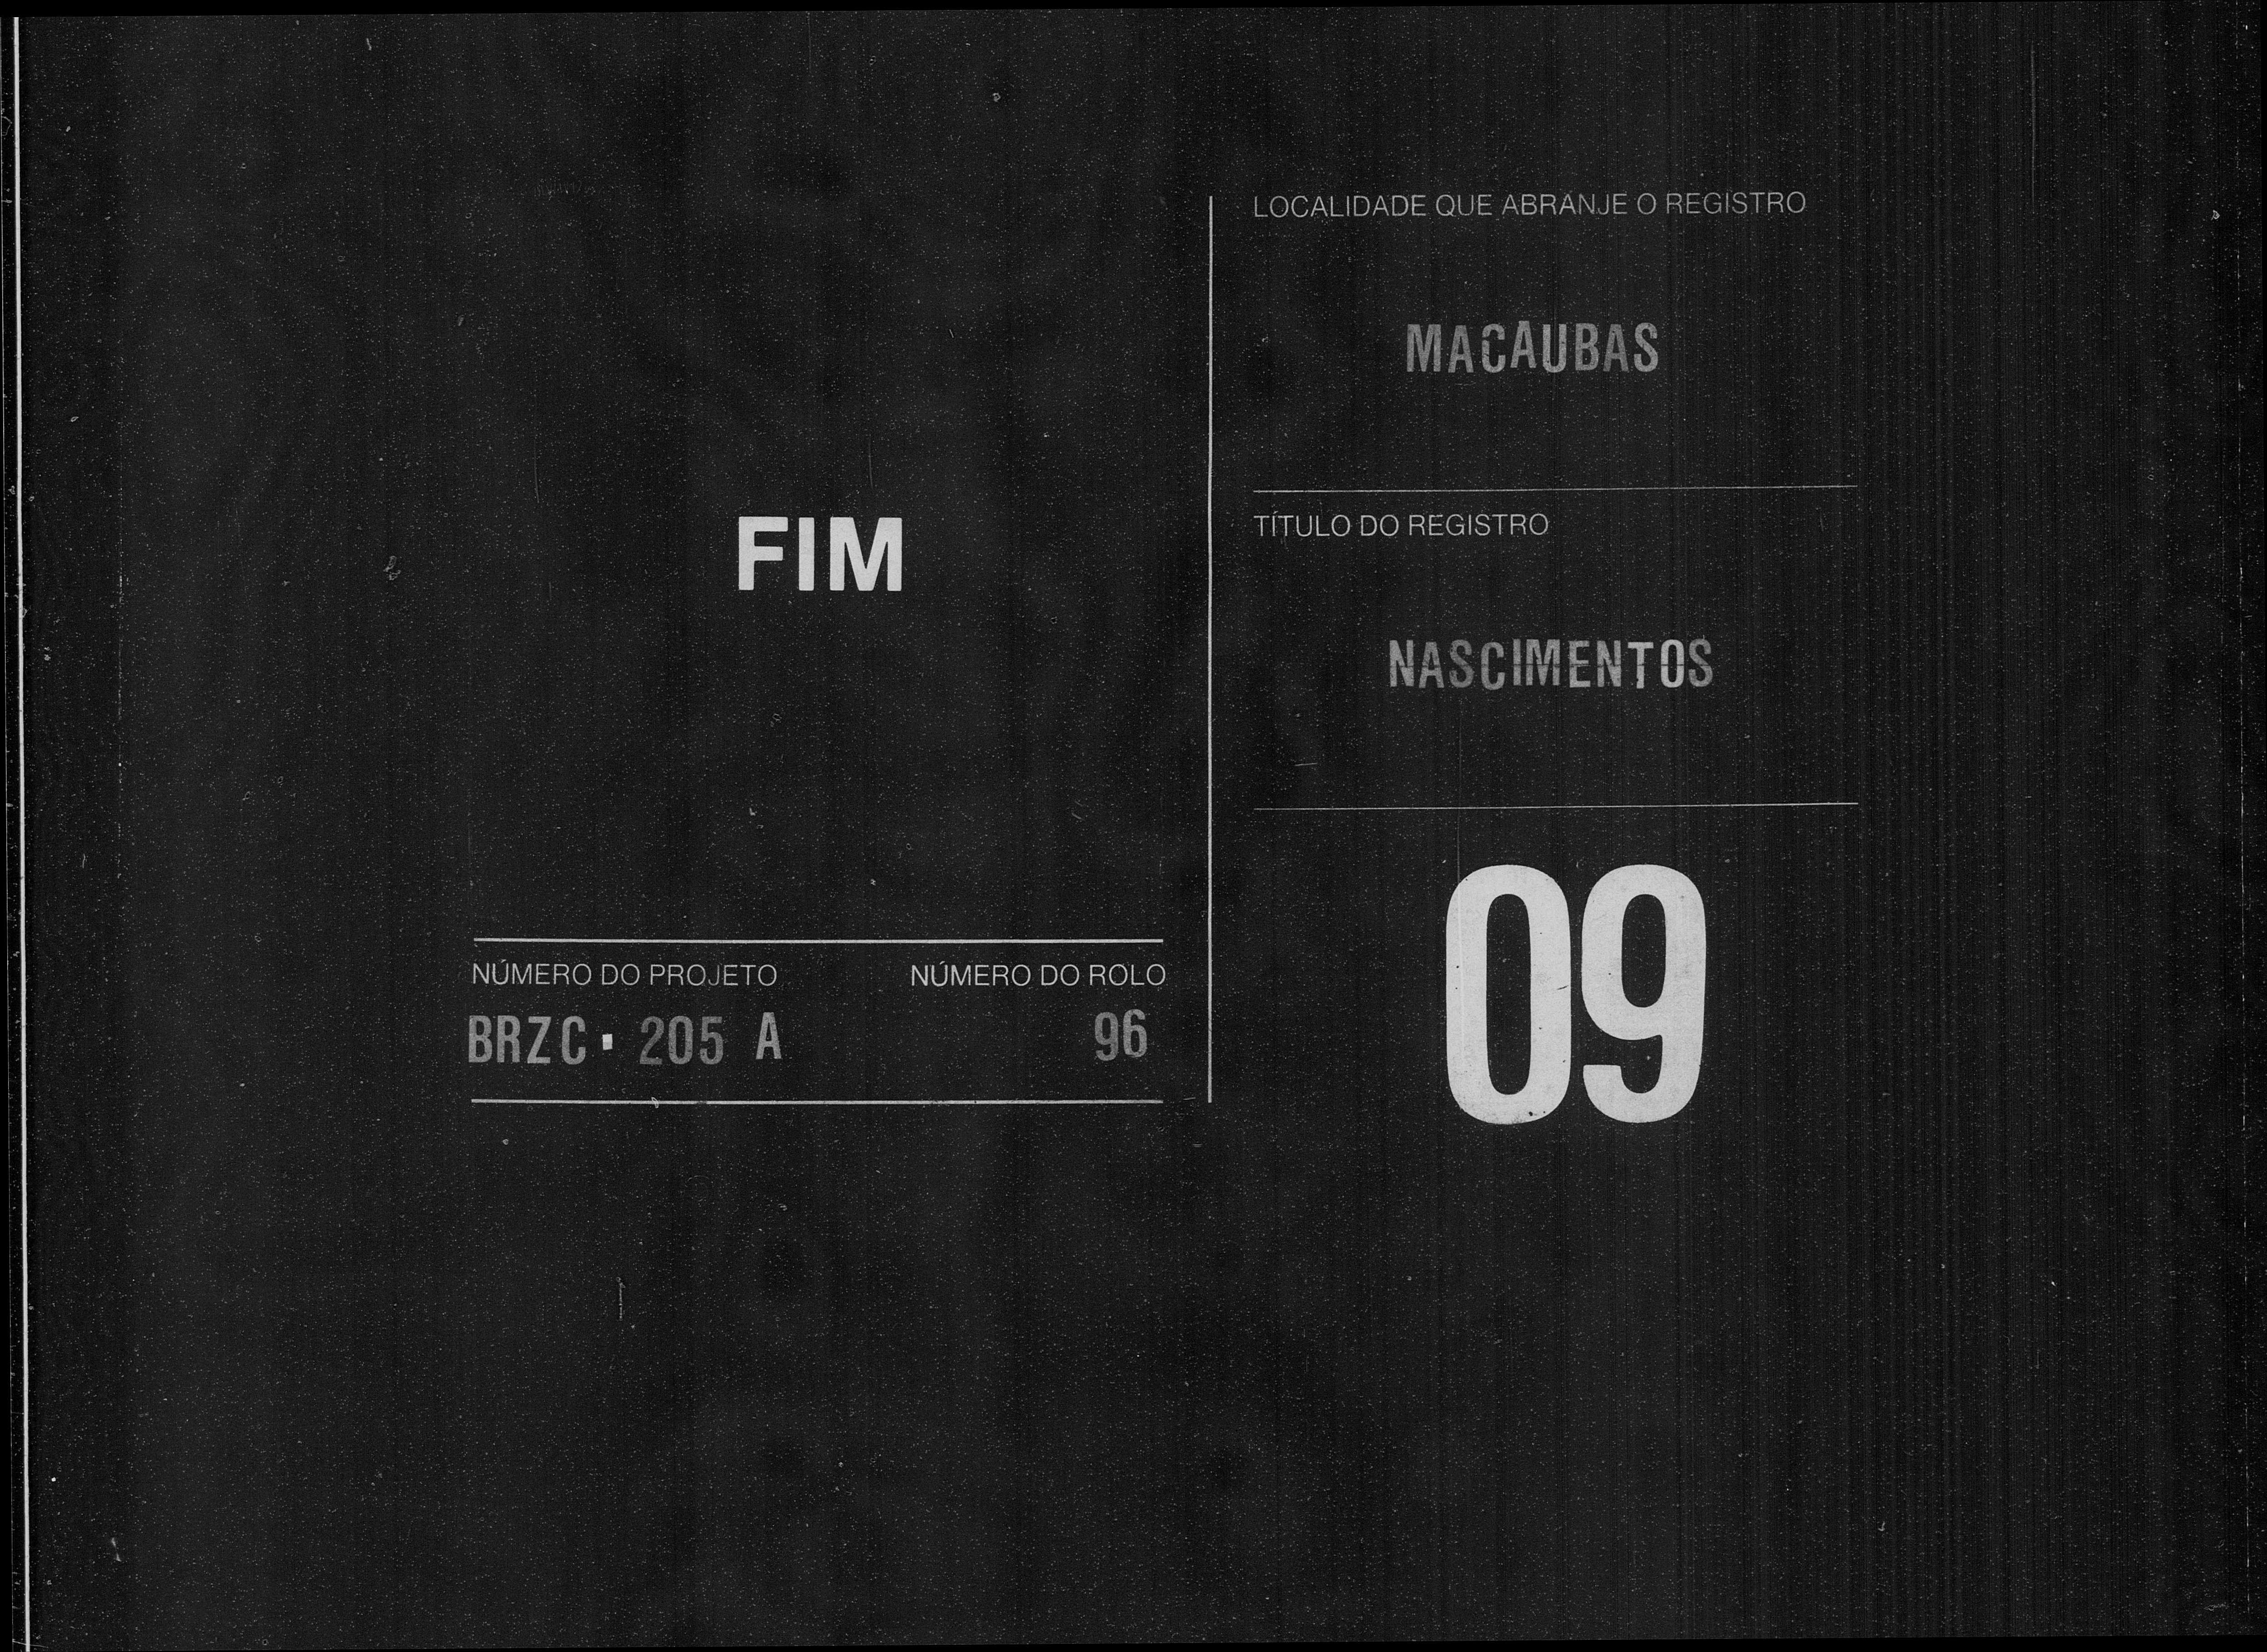 FIM
NÚMERO DO PROJETO
NÚMERO DO ROLO
BRZC · 205 A
96
LOCALIDADE QUE ABRANJE O REGISTRO
MACAUBAS
TÍTULO DO REGISTRO
NASCIMENTOS
09